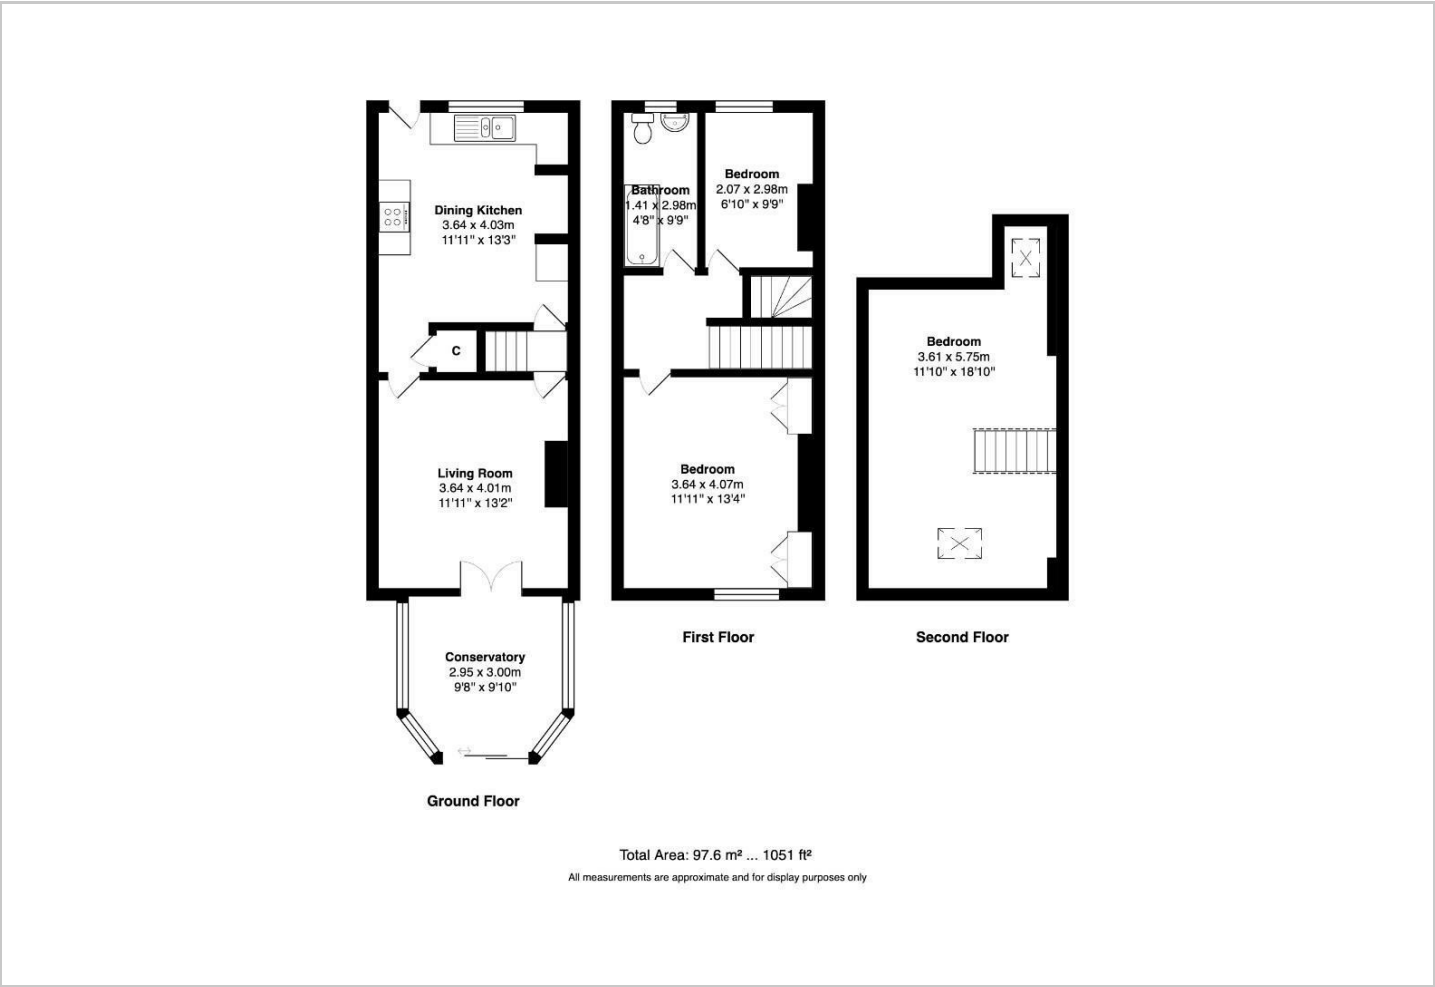 Dining Kitchen
3.64 x 4.03m
11'11" x 13'3"
C
Living Room
3.64 x 4.01m
11'11" x 13'2"
Conservatory
2.95 x 3.00m
9'8" x 9'10"
Ground Floor
Bathroom
1.41 x 2.98m
4'8" x 9'9"
Bedroom
2.07 x 2.98m
6'10" x 9'9"
Bedroom
3.64 x 4.07m
11'11" x 13'4"
First Floor
Bedroom
3.61 x 5.75m
11'10" x 18'10"
Second Floor
Total Area: 97.6 m² ... 1051 ft²
All measurements are approximate and for display purposes only